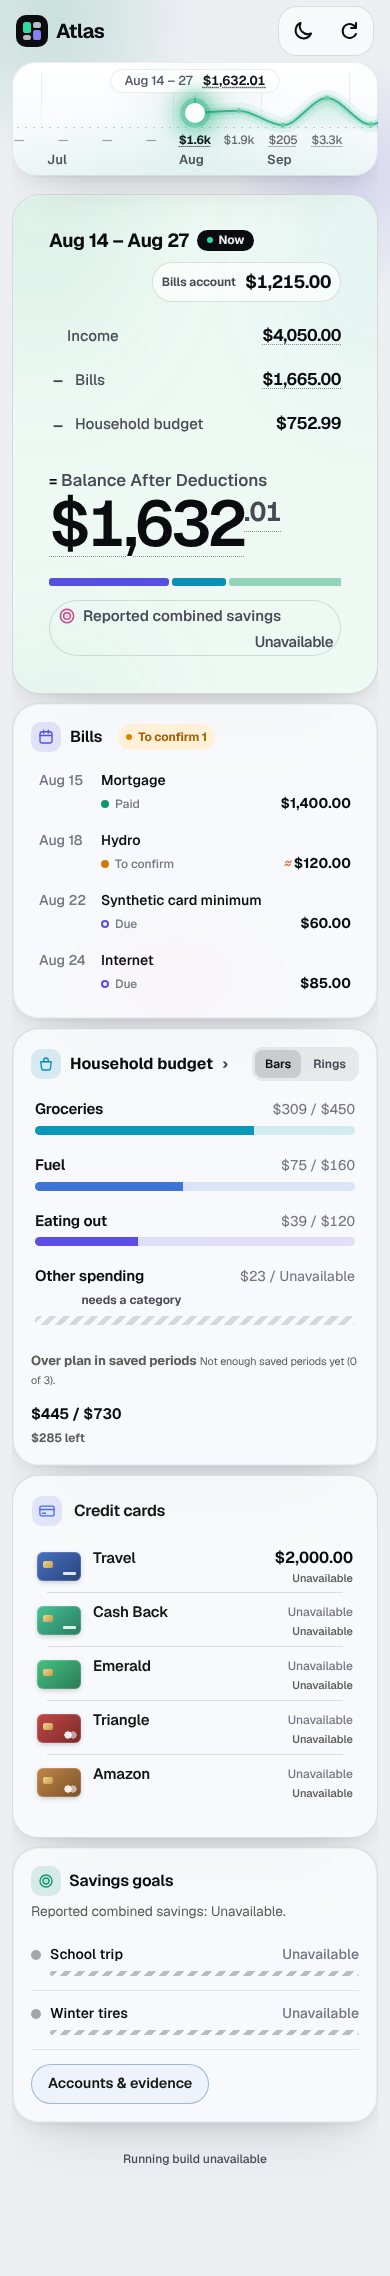 Atlas
Aug 14 – 27 $1,632.01
— — — — $1.6k $1.9k $205 $3.3k
Jul Aug Sep
Aug 14 – Aug 27 Now
Bills account $1,215.00
Income $4,050.00
– Bills $1,665.00
– Household budget $752.99
= Balance After Deductions
$1,632.01
Reported combined savings
Unavailable
Bills To confirm 1
Aug 15 Mortgage
Paid $1,400.00
Aug 18 Hydro
To confirm ≈$120.00
Aug 22 Synthetic card minimum
Due $60.00
Aug 24 Internet
Due $85.00
Household budget › Bars Rings
Groceries $309 / $450
Fuel $75 / $160
Eating out $39 / $120
Other spending $23 / Unavailable
needs a category
Over plan in saved periods Not enough saved periods yet (0
of 3).
$445 / $730
$285 left
Credit cards
Travel $2,000.00
Unavailable
Cash Back Unavailable
Unavailable
Emerald Unavailable
Unavailable
Triangle Unavailable
Unavailable
Amazon Unavailable
Unavailable
Savings goals
Reported combined savings: Unavailable.
School trip Unavailable
Winter tires Unavailable
Accounts & evidence
Running build unavailable